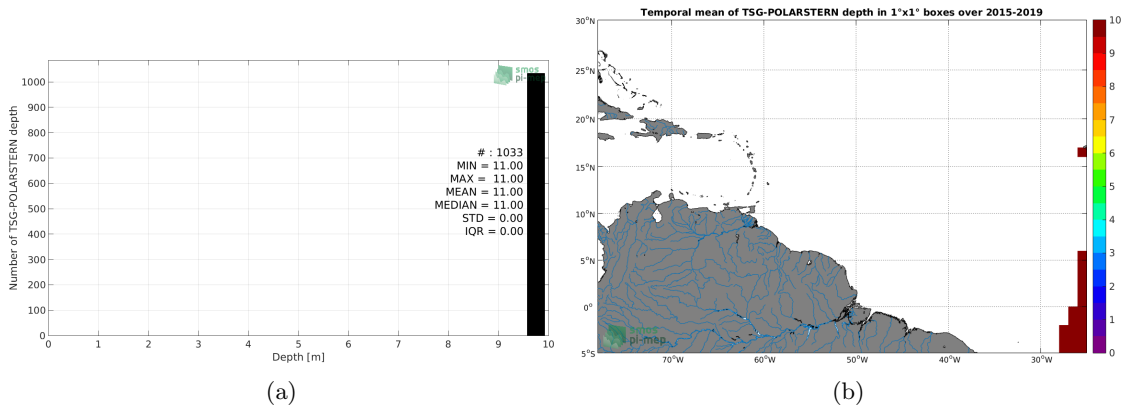 Number of TSG-POLARSTERN depth
1000
900
800
700
600
500
400
300
200
100
0
smos
pi-mep
# : 1033
MIN = 11.00
MAX = 11.00
MEAN = 11.00
MEDIAN = 11.00
STD = 0.00
IQR = 0.00
0 1 2 3 4 5 6 7 8 9 10
Depth [m]
(a)
Temporal mean of TSG-POLARSTERN depth in 1°x1° boxes over 2015-2019
30°N
25°N
20°N
15°N
10°N
5°N
0°
5°S
70°W 60°W 50°W 40°W 30°W
smos
pi-mep
10
9
8
7
6
5
4
3
2
1
0
(b)